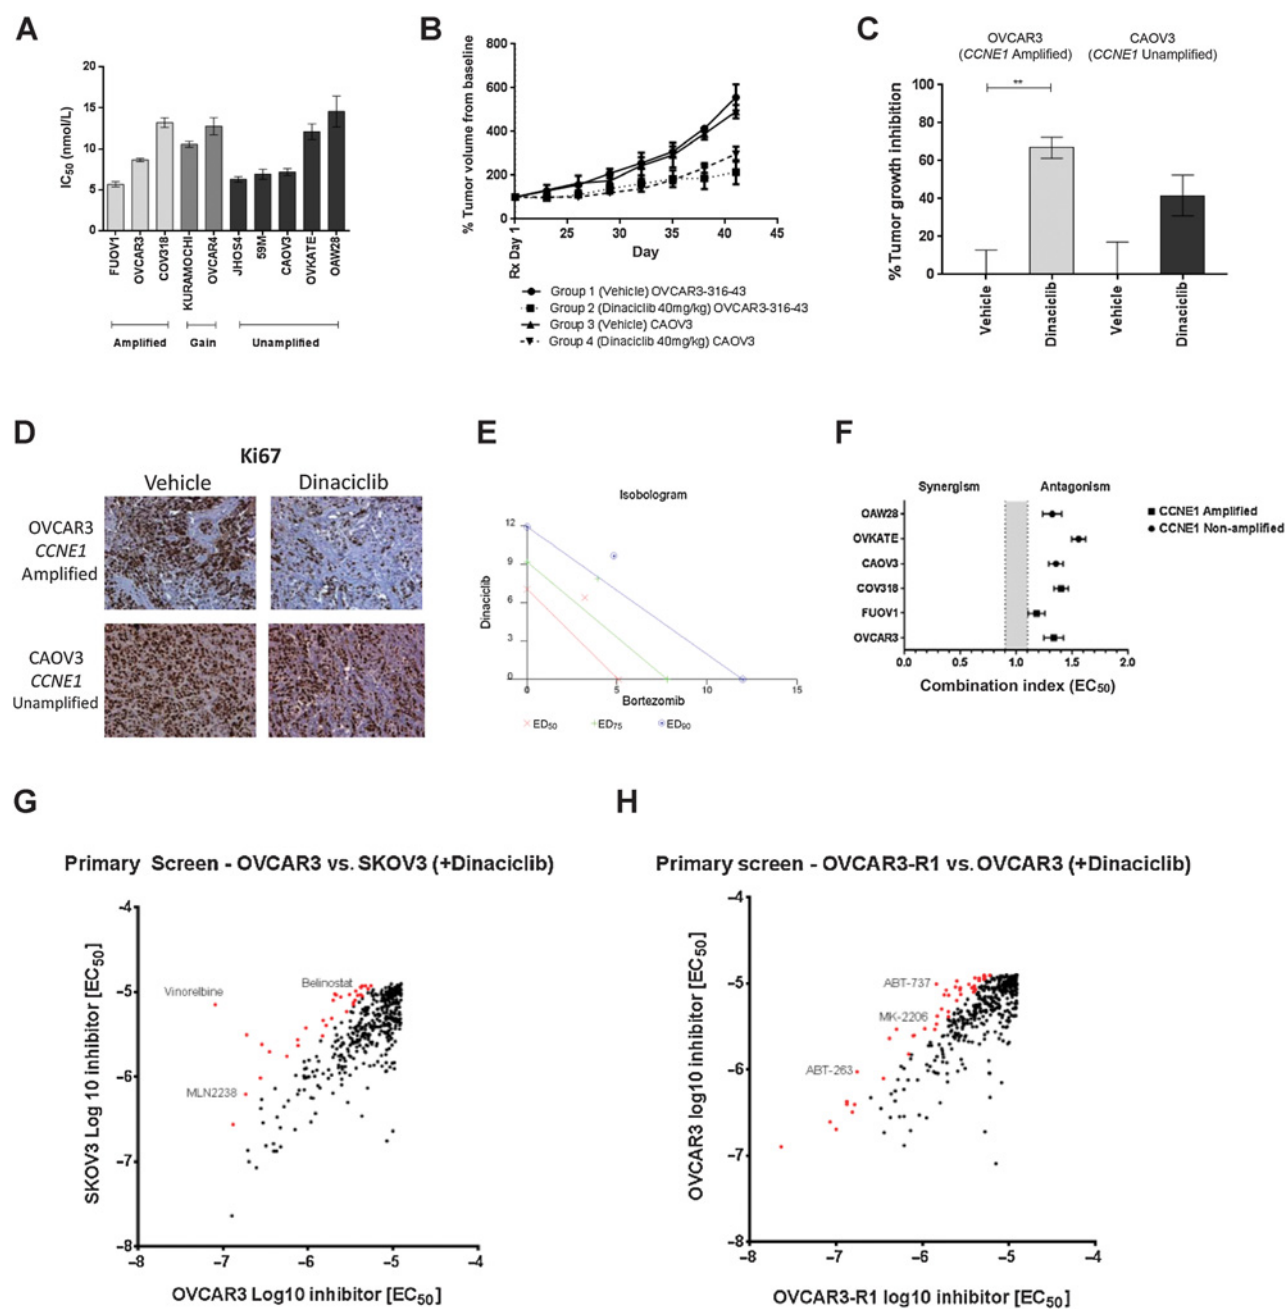 A
IC50 (nmol/L)
20
15
10
5
0
FUOV1
OVCAR3
COV318
KURAMOCHI
OVCAR4
JHOS4
59M
CAOV3
OVKATE
OAW28
Amplified
Gain
Unamplified
B
% Tumor volume from baseline
800
600
400
200
0
Rx Day 1
25
30
35
40
45
Day
Group 1 (Vehicle) OVCAR3-316-43
Group 2 (Dinaciclib 40mg/kg) OVCAR3-316-43
Group 3 (Vehicle) CAOV3
Group 4 (Dinaciclib 40mg/kg) CAOV3
C
OVCAR3
(CCNE1 Amplified)
CAOV3
(CCNE1 Unamplified)
% Tumor growth inhibition
100
80
60
40
20
0
**
Vehicle
Dinaciclib
Vehicle
Dinaciclib
D
Ki67
Vehicle
Dinaciclib
OVCAR3
CCNE1
Amplified
CAOV3
CCNE1
Unamplified
E
Isobologram
Dinaciclib
12
9
6
3
0
0
5
10
15
Bortezomib
ED50
ED75
ED90
F
Synergism
Antagonism
OAW28
OVKATE
CAOV3
COV318
FUOV1
OVCAR3
0.0
0.5
1.0
1.5
2.0
Combination index (EC50)
CCNE1 Amplified
CCNE1 Non-amplified
G
Primary Screen - OVCAR3 vs. SKOV3 (+Dinaciclib)
SKOV3 Log 10 inhibitor [EC50]
-4
-5
-6
-7
-8
Vinorelbine
Belinostat
MLN2238
-8
-7
-6
-5
-4
OVCAR3 Log10 inhibitor [EC50]
H
Primary screen - OVCAR3-R1 vs. OVCAR3 (+Dinaciclib)
OVCAR3 log10 inhibitor [EC50]
-4
-5
-6
-7
-8
ABT-737
MK-2206
ABT-263
-8
-7
-6
-5
-4
OVCAR3-R1 log10 inhibitor [EC50]